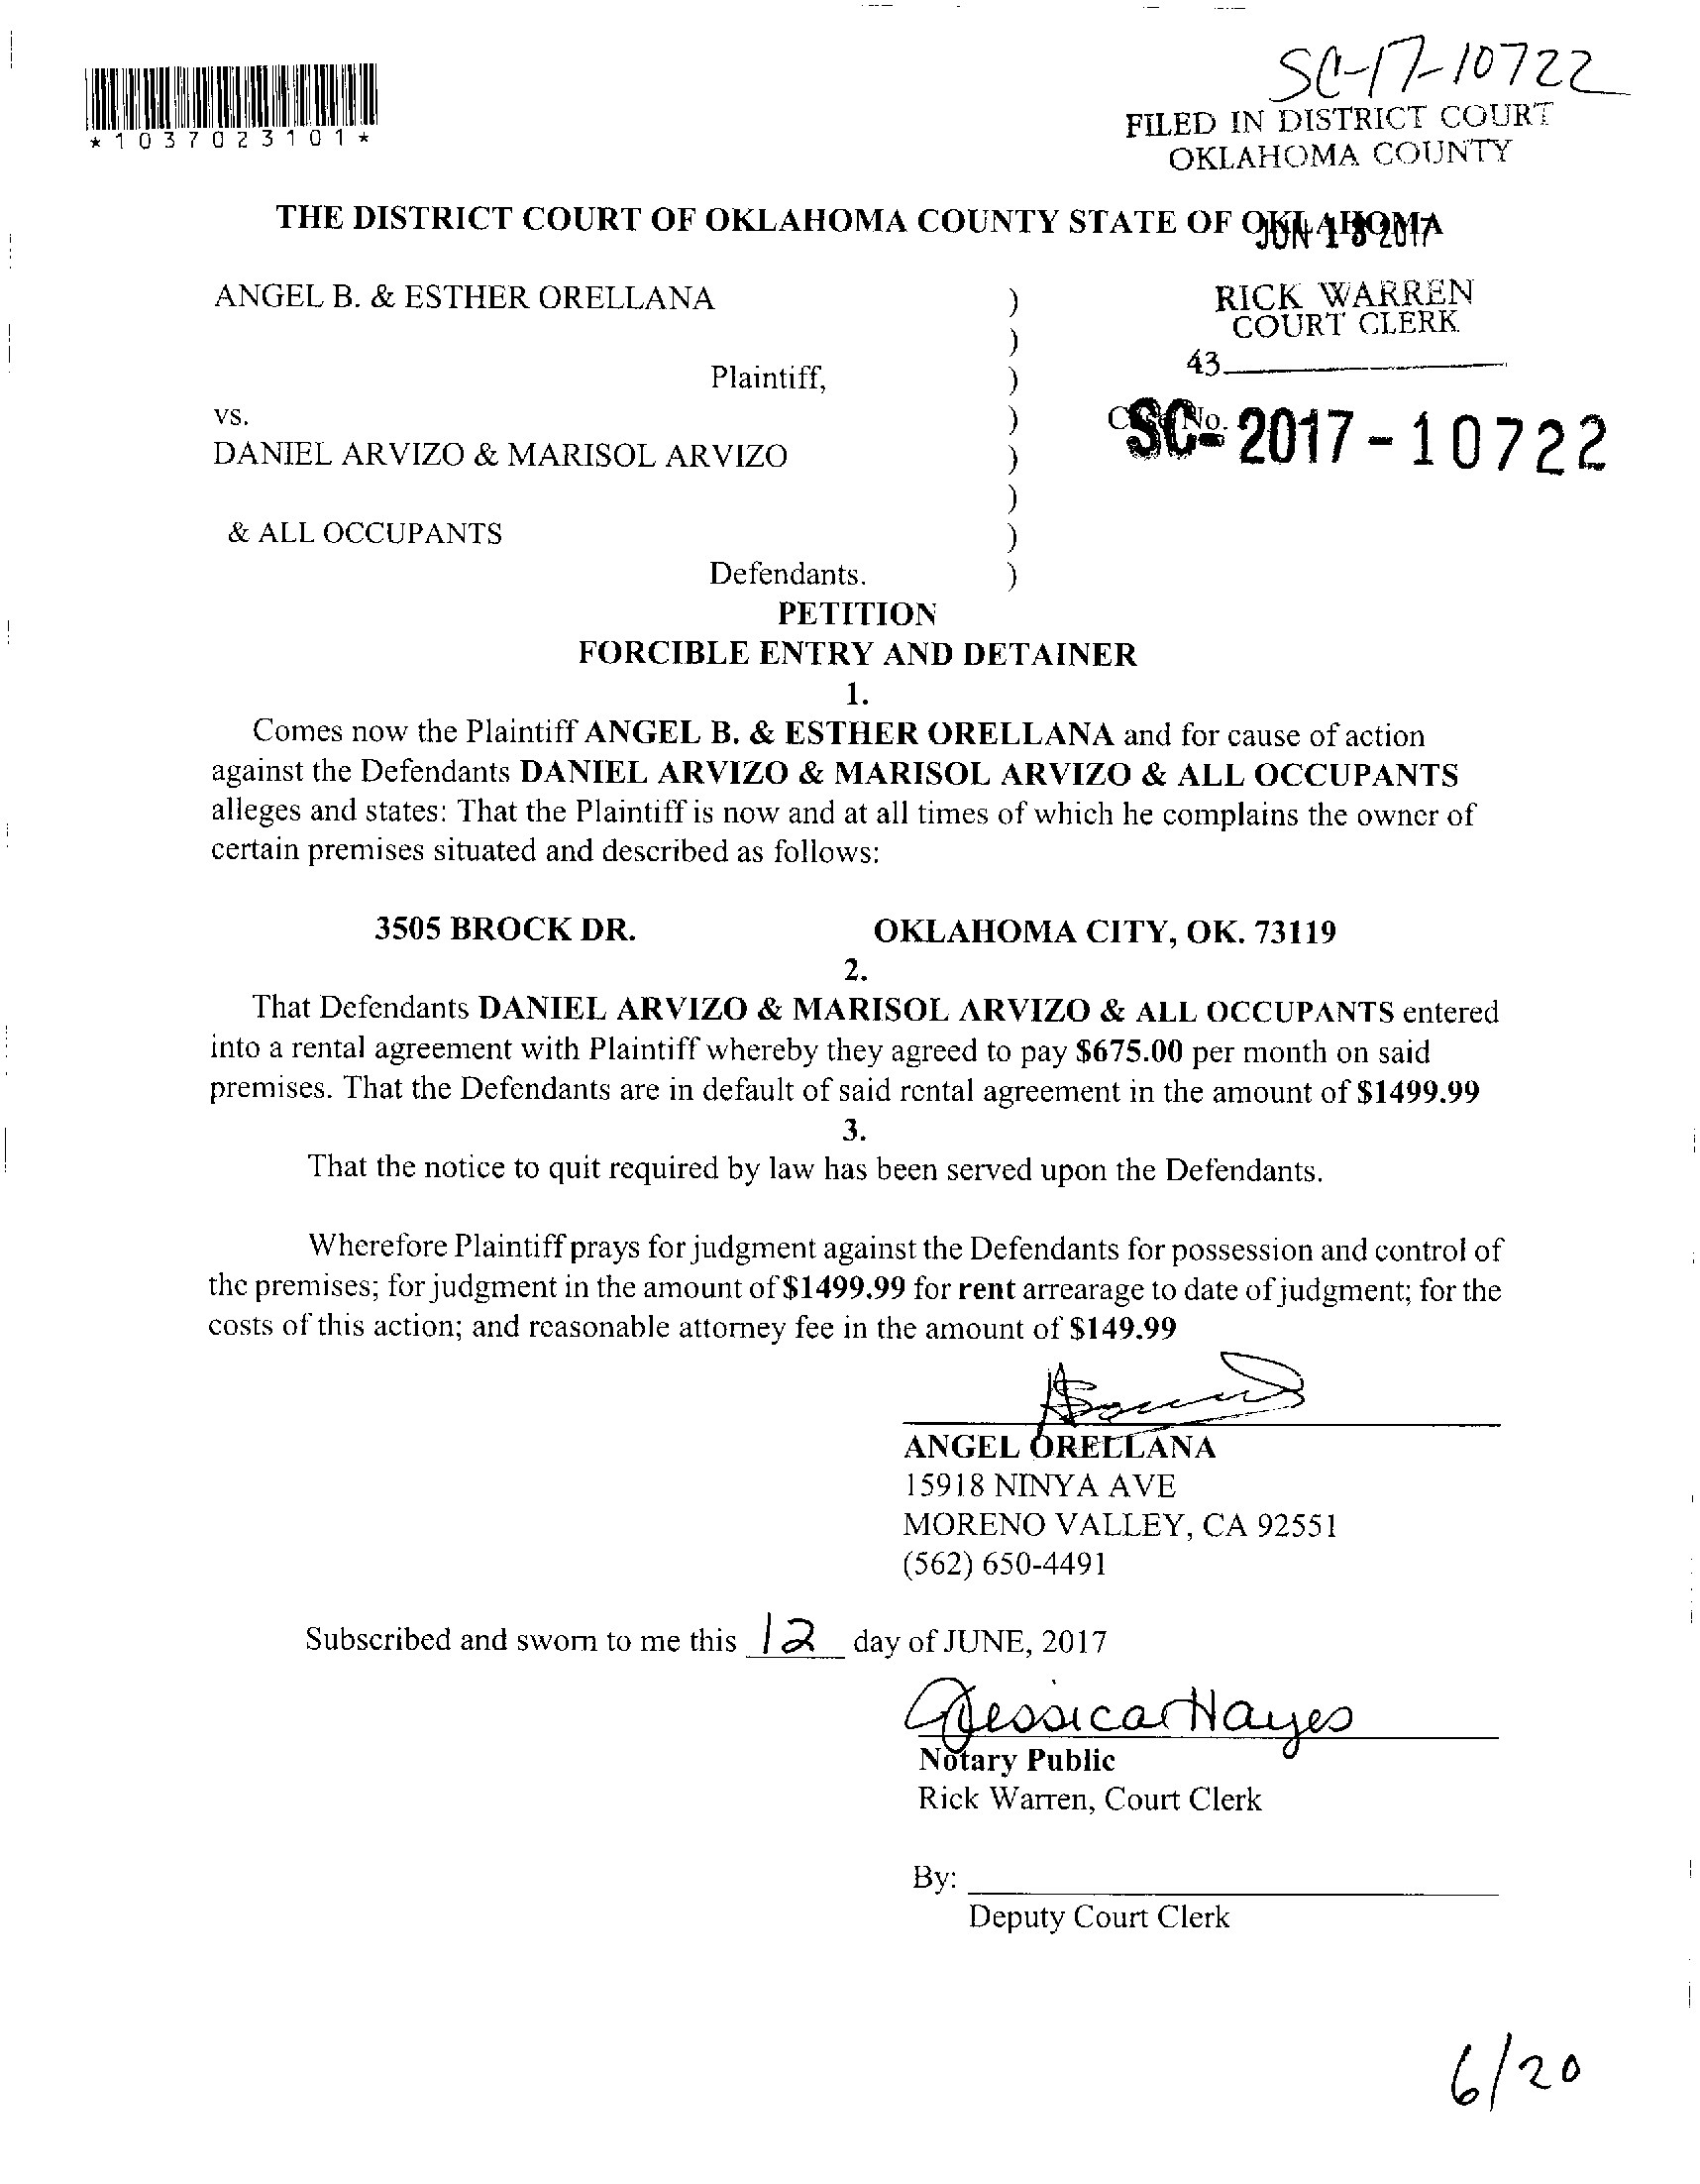 SC-17-10722
*1037023101*
FILED IN DISTRICT COURT
OKLAHOMA COUNTY
THE DISTRICT COURT OF OKLAHOMA COUNTY STATE OF OKLAHOMA
JUN 13 2017
ANGEL B. & ESTHER ORELLANA )
RICK WARREN
COURT CLERK
)
43
Plaintiff, )
vs. )
Case No.
SC-2017-10722
DANIEL ARVIZO & MARISOL ARVIZO )
)
& ALL OCCUPANTS )
Defendants. )
PETITION
FORCIBLE ENTRY AND DETAINER
1.
Comes now the Plaintiff ANGEL B. & ESTHER ORELLANA and for cause of action
against the Defendants DANIEL ARVIZO & MARISOL ARVIZO & ALL OCCUPANTS
alleges and states: That the Plaintiff is now and at all times of which he complains the owner of
certain premises situated and described as follows:
3505 BROCK DR. OKLAHOMA CITY, OK. 73119
2.
That Defendants DANIEL ARVIZO & MARISOL ARVIZO & ALL OCCUPANTS entered
into a rental agreement with Plaintiff whereby they agreed to pay $675.00 per month on said
premises. That the Defendants are in default of said rental agreement in the amount of $1499.99
3.
That the notice to quit required by law has been served upon the Defendants.
Wherefore Plaintiff prays for judgment against the Defendants for possession and control of
the premises; for judgment in the amount of $1499.99 for rent arrearage to date of judgment; for the
costs of this action; and reasonable attorney fee in the amount of $149.99
ANGEL ORELLANA
15918 NINYA AVE
MORENO VALLEY, CA 92551
(562) 650-4491
Subscribed and sworn to me this 12 day of JUNE, 2017
Jessica Hayes
Notary Public
Rick Warren, Court Clerk
By:
Deputy Court Clerk
6/20